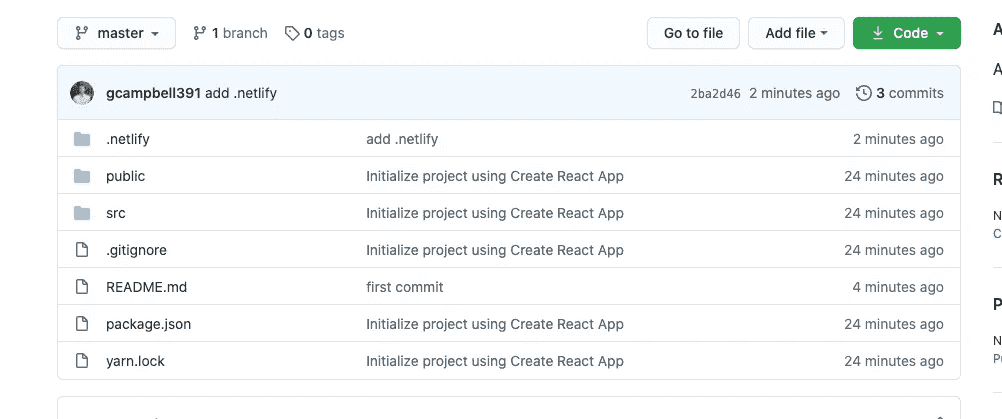 master 1 branch 0 tags Go to file Add file Code
gcampbell391 add .netlify 2ba2d46 2 minutes ago 3 commits
.netlify add .netlify 2 minutes ago
public Initialize project using Create React App 24 minutes ago
src Initialize project using Create React App 24 minutes ago
.gitignore Initialize project using Create React App 24 minutes ago
README.md first commit 4 minutes ago
package.json Initialize project using Create React App 24 minutes ago
yarn.lock Initialize project using Create React App 24 minutes ago